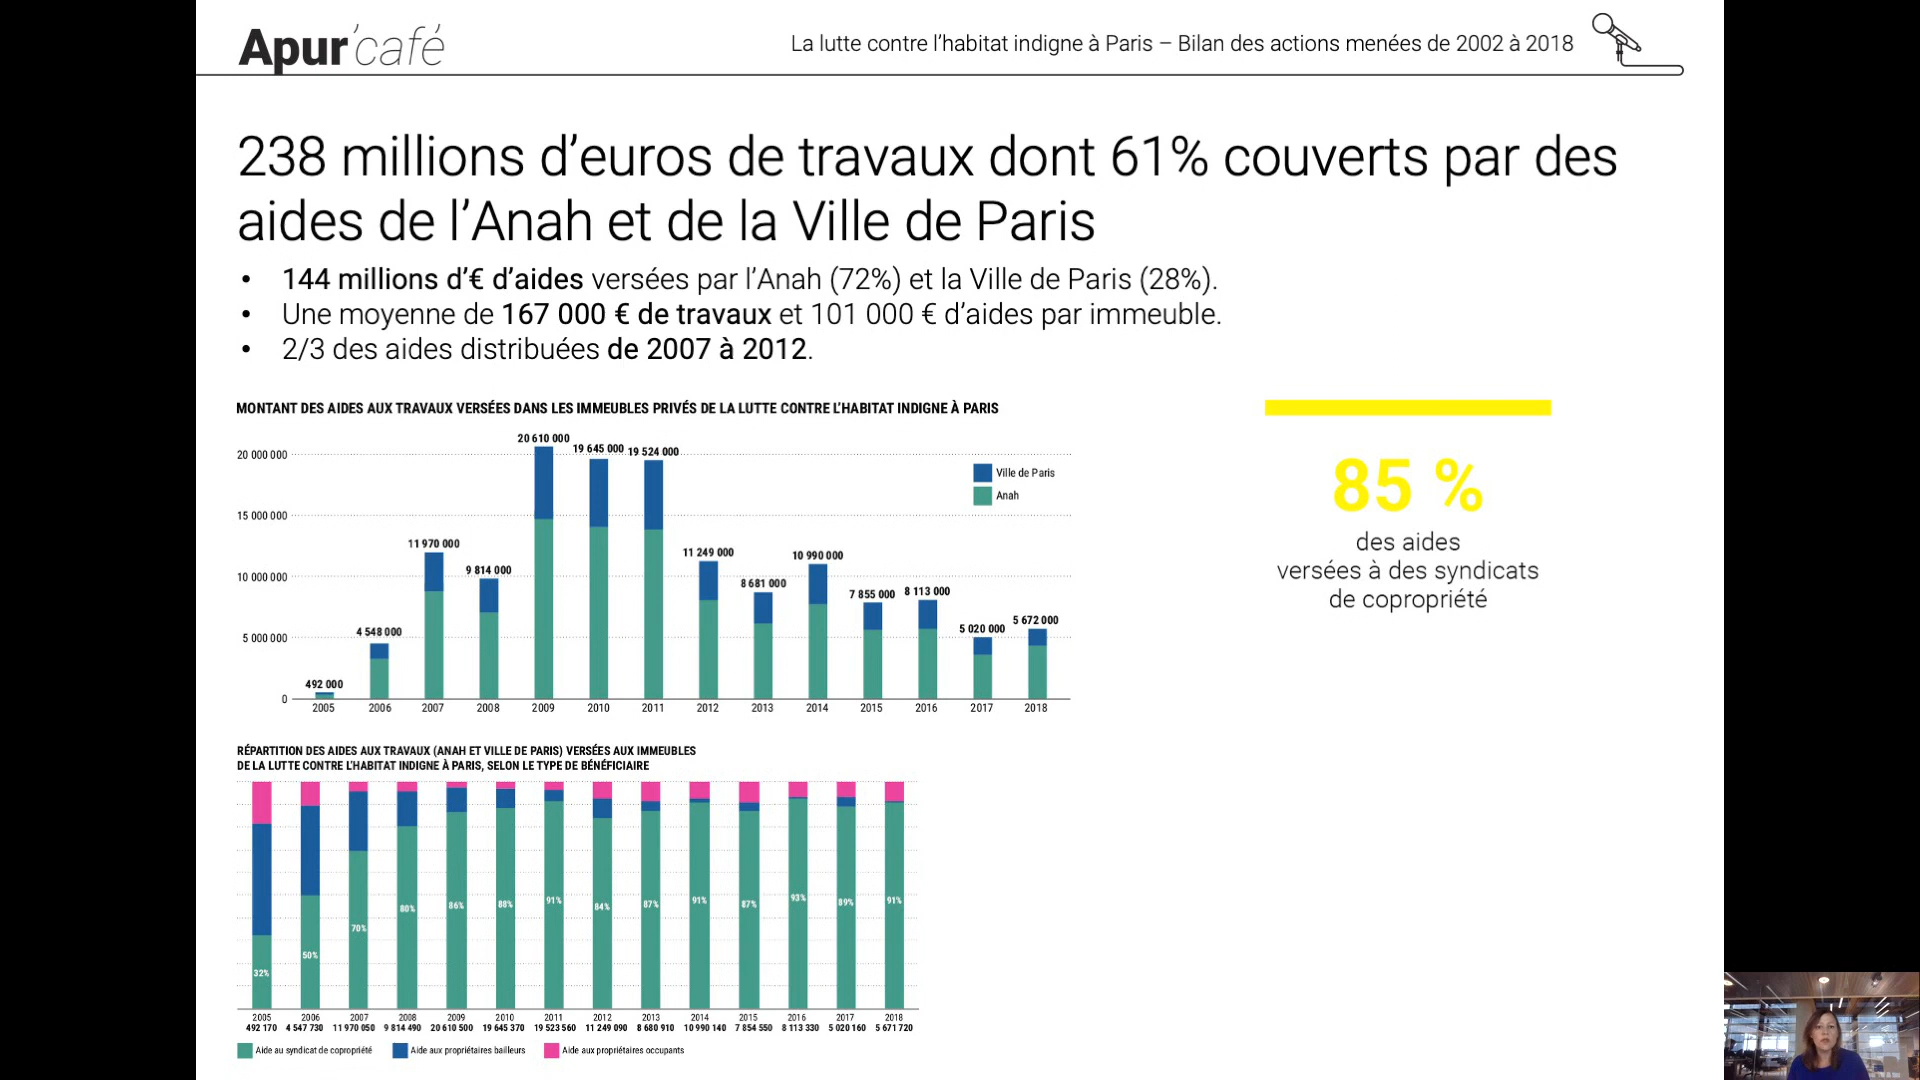 Apur'café
La lutte contre l'habitat indigne à Paris – Bilan des actions menées de 2002 à 2018
238 millions d'euros de travaux dont 61% couverts par des
aides de l'Anah et de la Ville de Paris
• 144 millions d'€ d'aides versées par l'Anah (72%) et la Ville de Paris (28%).
• Une moyenne de 167 000 € de travaux et 101 000 € d'aides par immeuble.
• 2/3 des aides distribuées de 2007 à 2012.
MONTANT DES AIDES AUX TRAVAUX VERSÉES DANS LES IMMEUBLES PRIVÉS DE LA LUTTE CONTRE L'HABITAT INDIGNE À PARIS
20 000 000
15 000 000
10 000 000
5 000 000
0
492 000
4 548 000
11 970 000
9 814 000
20 610 000
19 645 000
19 524 000
11 249 000
8 681 000
10 990 000
7 855 000
8 113 000
5 020 000
5 672 000
Ville de Paris
Anah
2005 2006 2007 2008 2009 2010 2011 2012 2013 2014 2015 2016 2017 2018
85 %
des aides
versées à des syndicats
de copropriété
RÉPARTITION DES AIDES AUX TRAVAUX (ANAH ET VILLE DE PARIS) VERSÉES AUX IMMEUBLES
DE LA LUTTE CONTRE L'HABITAT INDIGNE À PARIS, SELON LE TYPE DE BÉNÉFICIAIRE
32% 50% 70% 80% 86% 88% 91% 84% 87% 91% 87% 93% 89% 91%
2005 2006 2007 2008 2009 2010 2011 2012 2013 2014 2015 2016 2017 2018
492 170 4 547 730 11 970 050 9 814 490 20 610 500 19 645 370 19 523 560 11 249 090 8 680 910 10 990 140 7 854 550 8 113 330 5 020 160 5 671 720
Aide au syndicat de copropriété
Aide aux propriétaires bailleurs
Aide aux propriétaires occupants